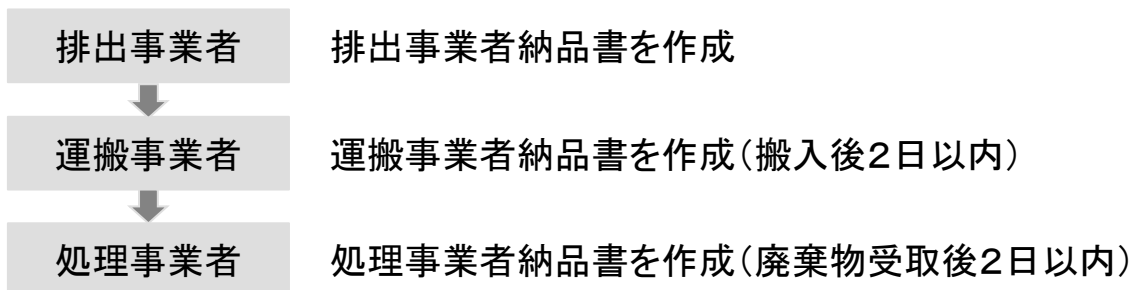 排出事業者 排出事業者納品書を作成
運搬事業者 運搬事業者納品書を作成(搬入後2日以内)
処理事業者 処理事業者納品書を作成(廃棄物受取後2日以内)